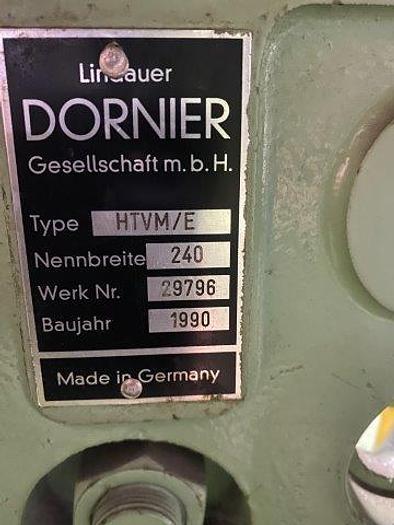 Lindauer
DORNIER
Gesellschaft m.b.H.
Type HTVM/E
Nennbreite 240
Werk Nr. 29796
Baujahr 1990
Made in Germany